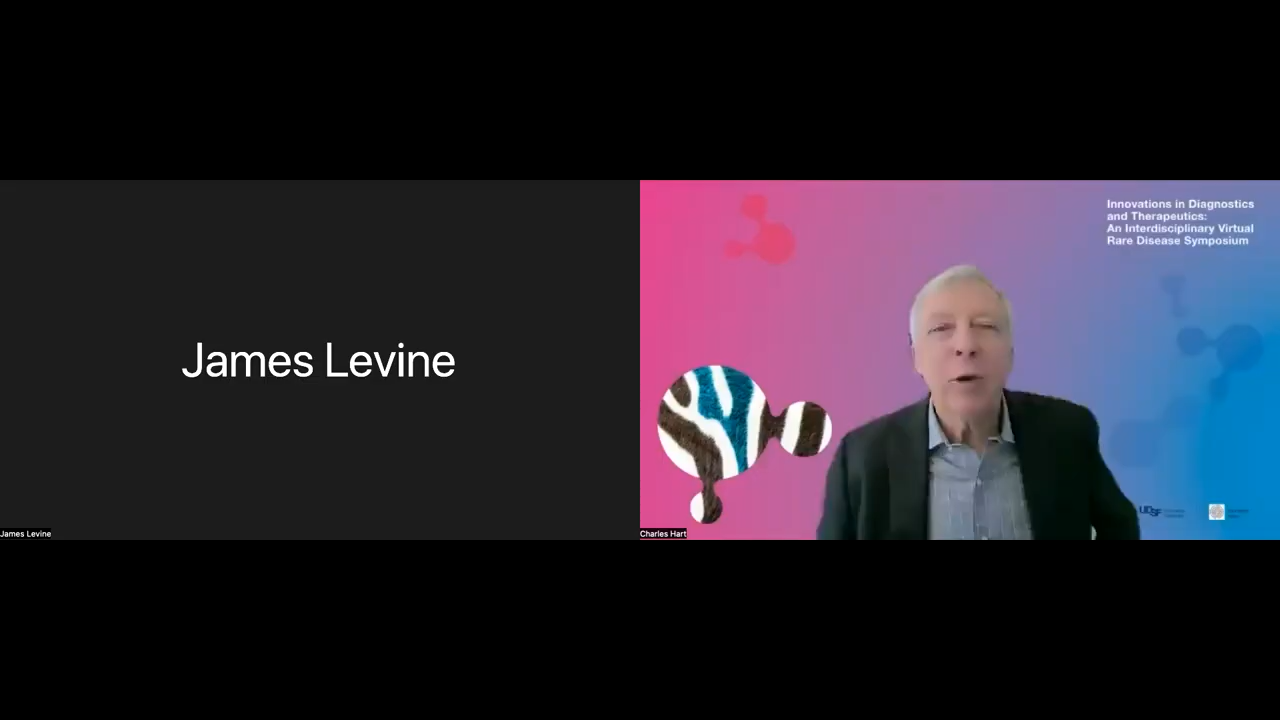 James Levine
James Levine
Innovations in Diagnostics
and Therapeutics:
An Interdisciplinary Virtual
Rare Disease Symposium
Charles Hart